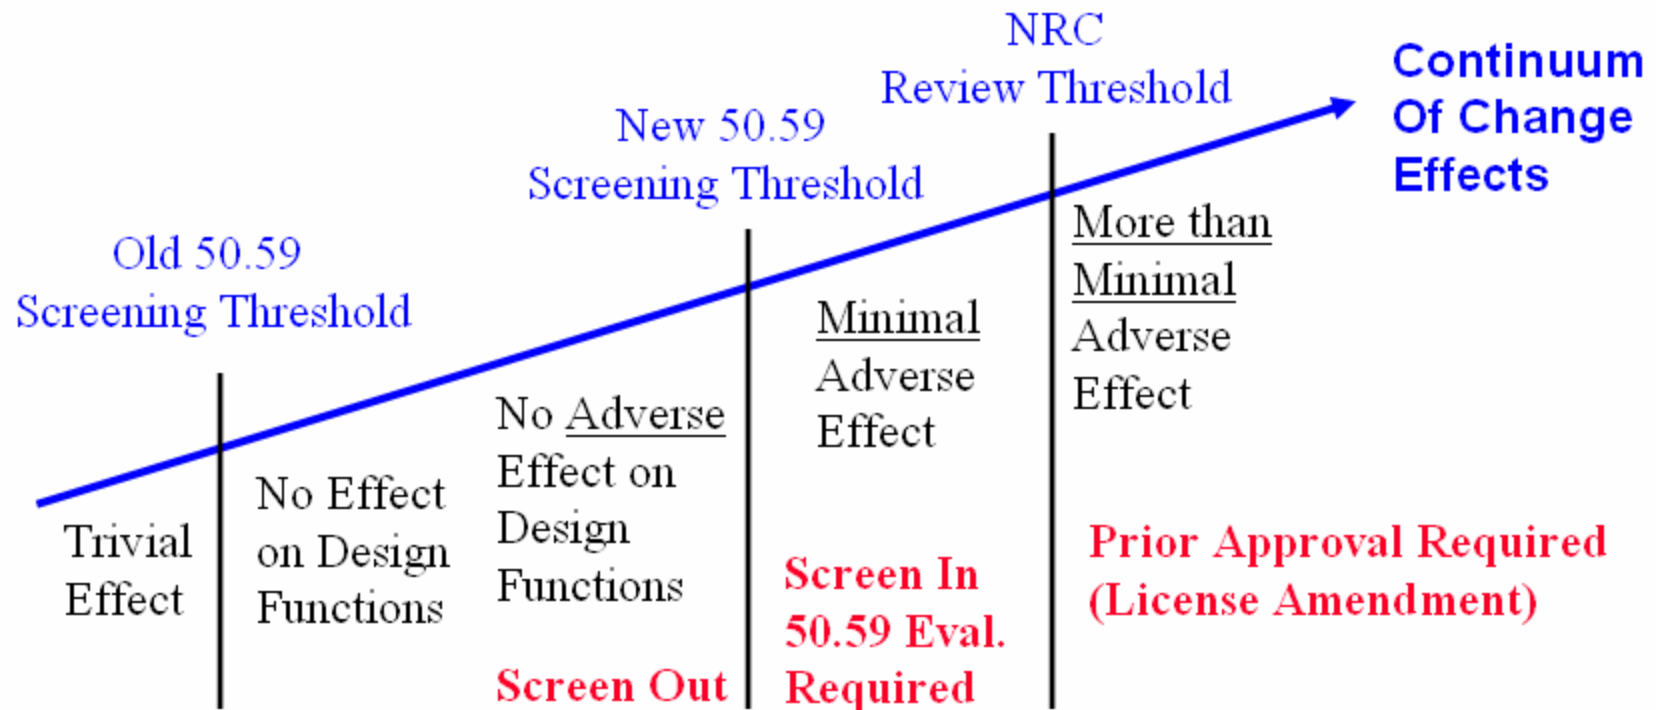 NRC
Review Threshold
Continuum
Of Change
Effects
New 50.59
Screening Threshold
Old 50.59
Screening Threshold
Trivial
Effect
No Effect
on Design
Functions
No Adverse
Effect on
Design
Functions
Screen Out
Minimal
Adverse
Effect
Screen In
50.59 Eval.
Required
More than
Minimal
Adverse
Effect
Prior Approval Required
(License Amendment)